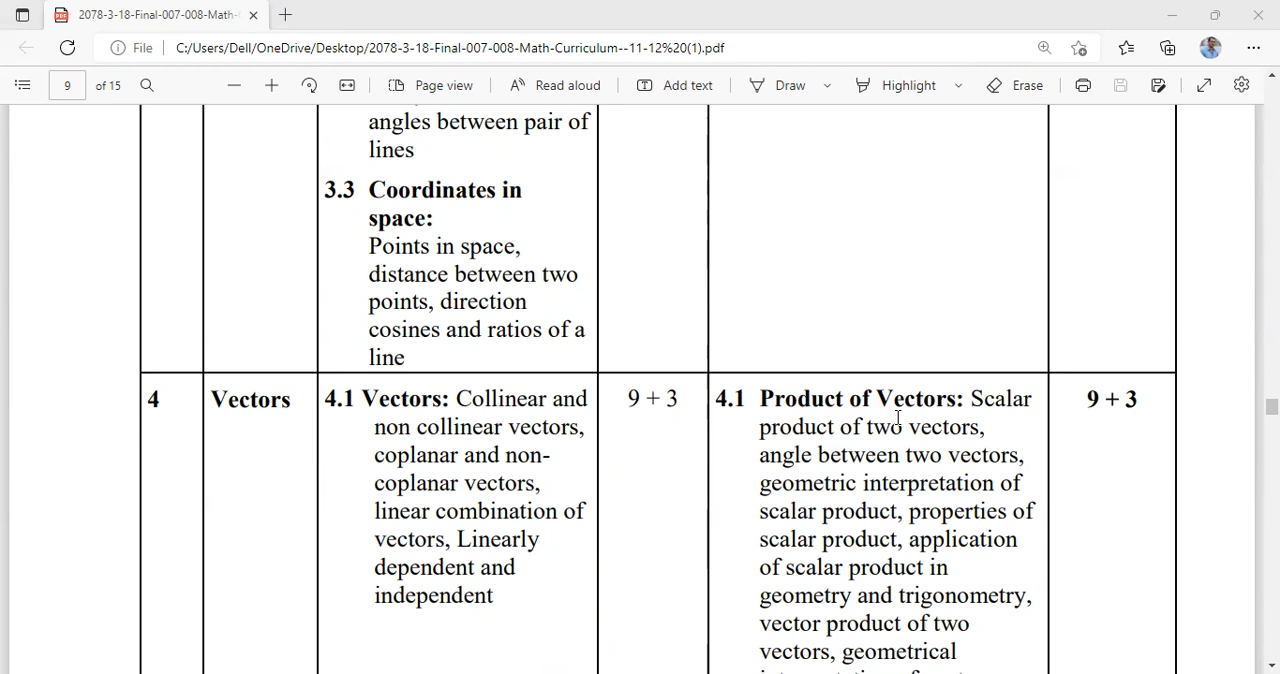 2078-3-18-Final-007-008-Math-
File
C:/Users/Dell/OneDrive/Desktop/2078-3-18-Final-007-008-Math-Curriculum--11-12%20(1).pdf
9 of 15
Page view
Read aloud
Add text
Draw
Highlight
Erase
angles between pair of
lines
3.3 Coordinates in
space:
Points in space,
distance between two
points, direction
cosines and ratios of a
line
4
Vectors
4.1 Vectors: Collinear and
non collinear vectors,
coplanar and non-
coplanar vectors,
linear combination of
vectors, Linearly
dependent and
independent
9 + 3
4.1 Product of Vectors: Scalar
product of two vectors,
angle between two vectors,
geometric interpretation of
scalar product, properties of
scalar product, application
of scalar product in
geometry and trigonometry,
vector product of two
vectors, geometrical
9 + 3